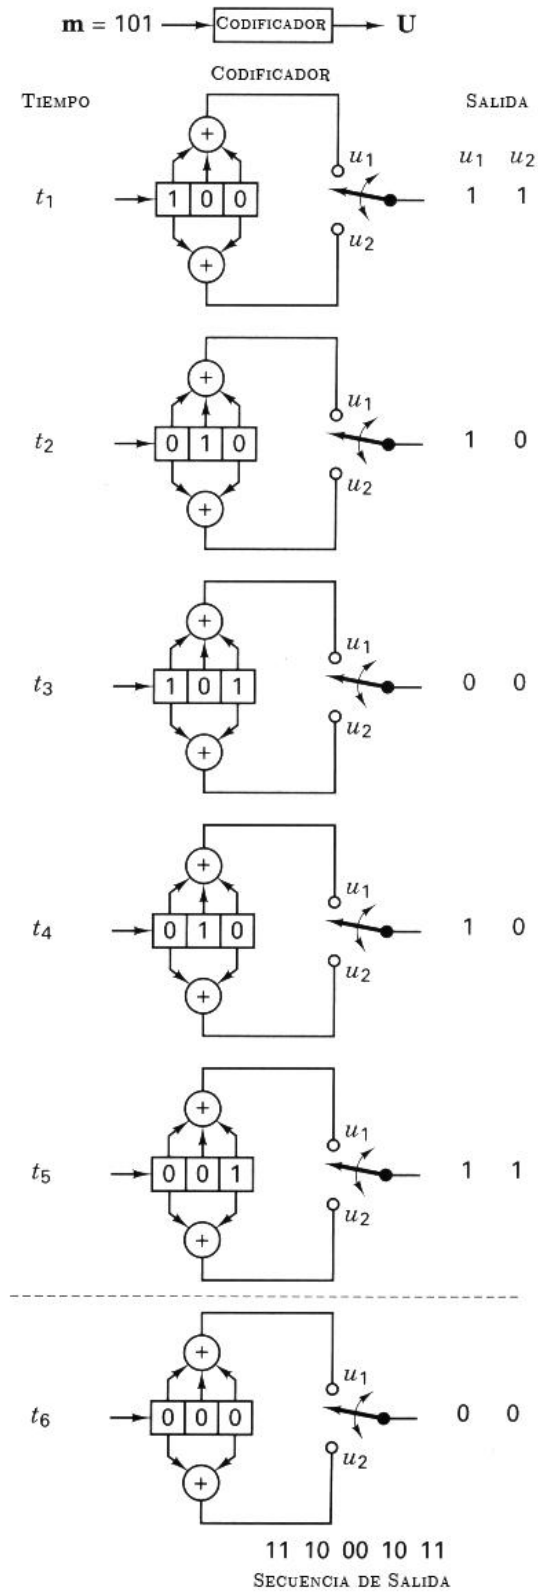 m = 101 CODIFICADOR U
CODIFICADOR
TIEMPO SALIDA
u1 u1 u2
t1 1 0 0 1 1
u2
u1
t2 0 1 0 1 0
u2
u1
t3 1 0 1 0 0
u2
u1
t4 0 1 0 1 0
u2
u1
t5 0 0 1 1 1
u2
u1
t6 0 0 0 0 0
u2
11 10 00 10 11
SECUENCIA DE SALIDA